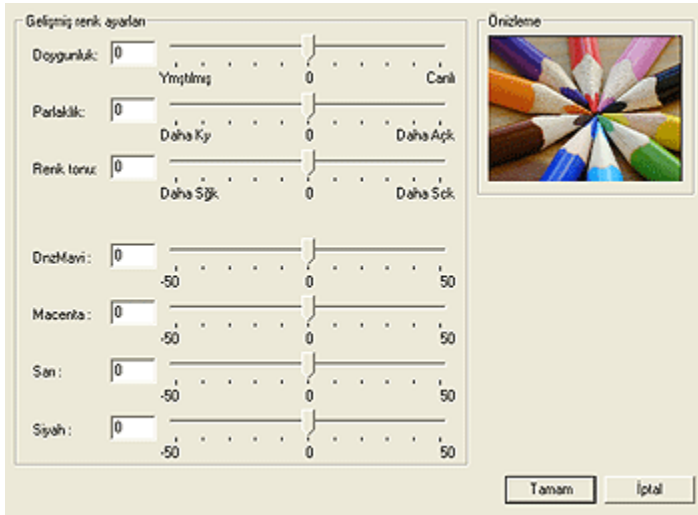 Gelişmiş renk ayarları
Önizleme
Doygunluk: 0
Ymştılmış 0 Canlı
Parlaklık: 0
Daha Ky 0 Daha Açk
Renk tonu: 0
Daha Sğk 0 Daha Sck
DnzMavi : 0
-50 0 50
Macenta : 0
-50 0 50
Sarı : 0
-50 0 50
Siyah : 0
-50 0 50
Tamam İptal